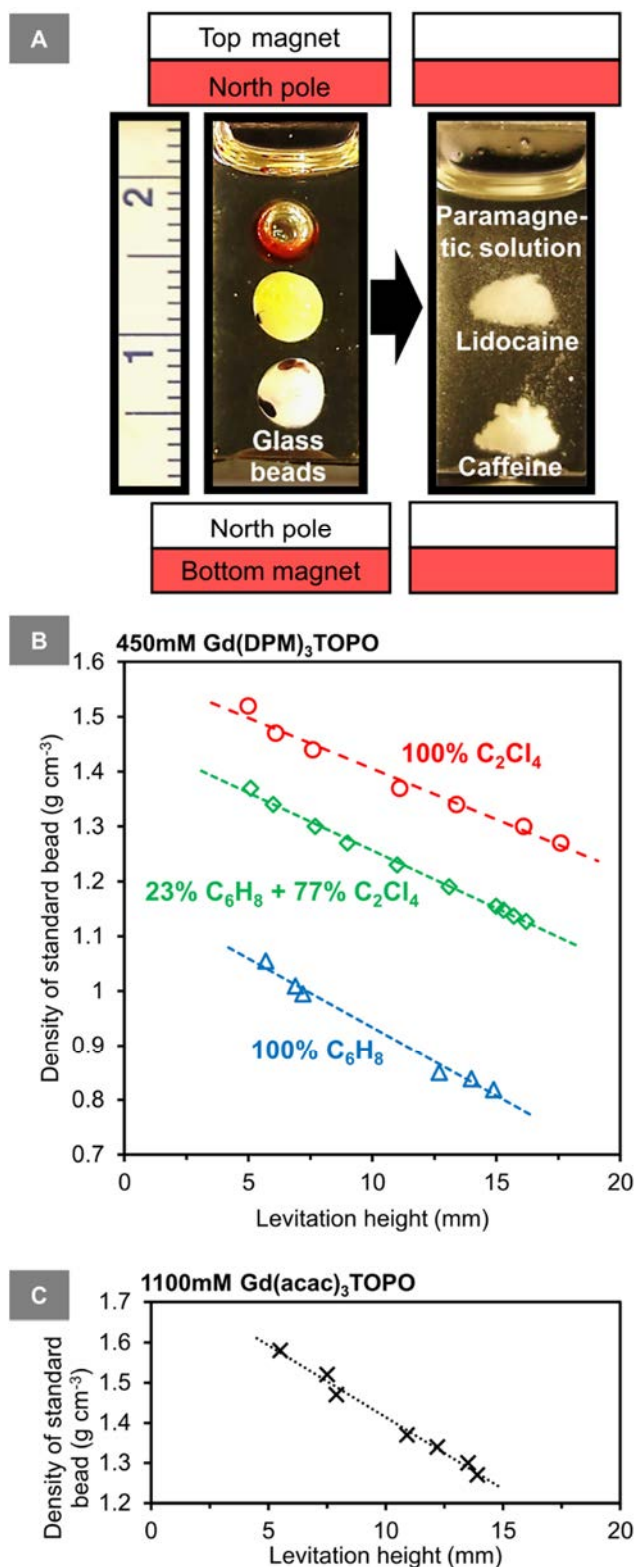 A
Top magnet
North pole
2
1
Glass
beads
Paramagne-
tic solution
Lidocaine
Caffeine
North pole
Bottom magnet
B
450mM Gd(DPM)₃TOPO
Density of standard bead (g cm⁻³)
1.6
1.5
1.4
1.3
1.2
1.1
1
0.9
0.8
0.7
100% C₂Cl₄
23% C₆H₈ + 77% C₂Cl₄
100% C₆H₈
0
5
10
15
20
Levitation height (mm)
C
1100mM Gd(acac)₃TOPO
Density of standard
bead (g cm⁻³)
1.7
1.6
1.5
1.4
1.3
1.2
0
5
10
15
20
Levitation height (mm)